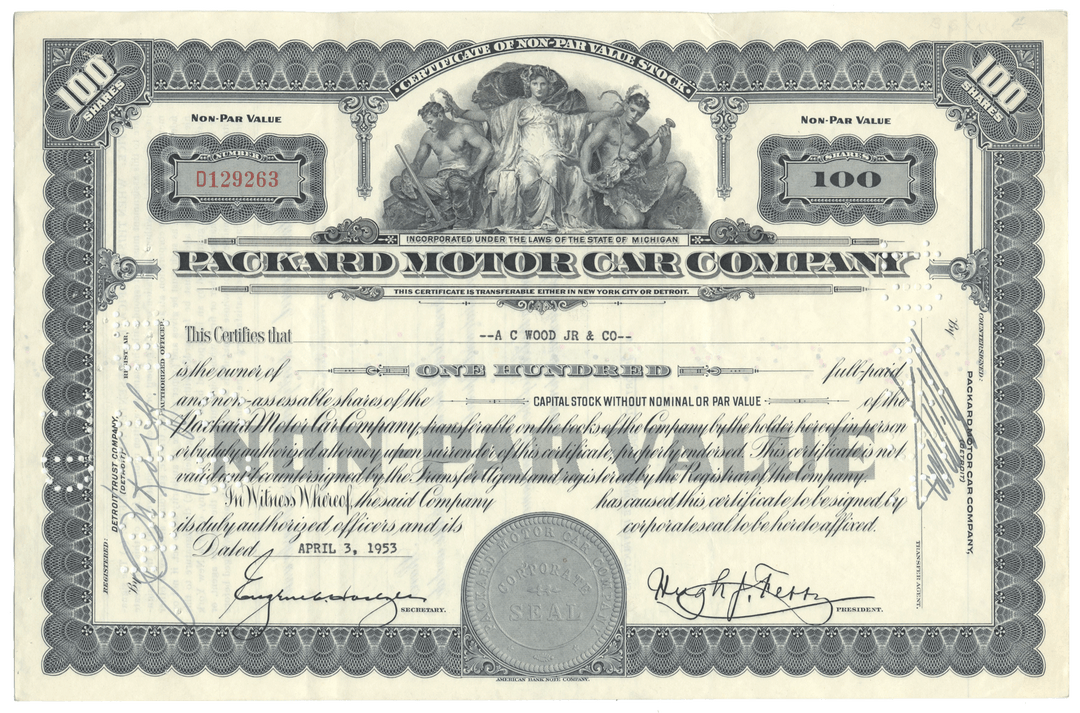 CERTIFICATE OF NON-PAR VALUE STOCK
100 SHARES
100 SHARES
NON-PAR VALUE
NON-PAR VALUE
NUMBER
D129263
SHARES
100
INCORPORATED UNDER THE LAWS OF THE STATE OF MICHIGAN
PACKARD MOTOR CAR COMPANY
THIS CERTIFICATE IS TRANSFERABLE EITHER IN NEW YORK CITY OR DETROIT.
This Certifies that --A C WOOD JR & CO--
is the owner of ONE HUNDRED full-paid
and non-assessable shares of the CAPITAL STOCK WITHOUT NOMINAL OR PAR VALUE of the
Packard Motor Car Company, transferable on the books of the Company by the holder hereof in person
or by duly authorized attorney upon surrender of this certificate, properly endorsed. This certificate is not
valid until countersigned by the Transfer Agent and registered by the Registrar of the Company.
NON-PAR VALUE
In Witness Whereof, the said Company has caused this certificate to be signed by
its duly authorized officers and its corporate seal to be hereto affixed.
Dated APRIL 3, 1953
SECRETARY.
Hugh J. Ferry
PRESIDENT.
PACKARD MOTOR CAR COMPANY
CORPORATE
SEAL
REGISTERED:
DETROIT TRUST COMPANY,
(DETROIT)
REGISTRAR,
By
AUTHORIZED OFFICER.
COUNTERSIGNED:
PACKARD MOTOR CAR COMPANY,
(DETROIT)
By
TRANSFER AGENT.
AMERICAN BANK NOTE COMPANY.